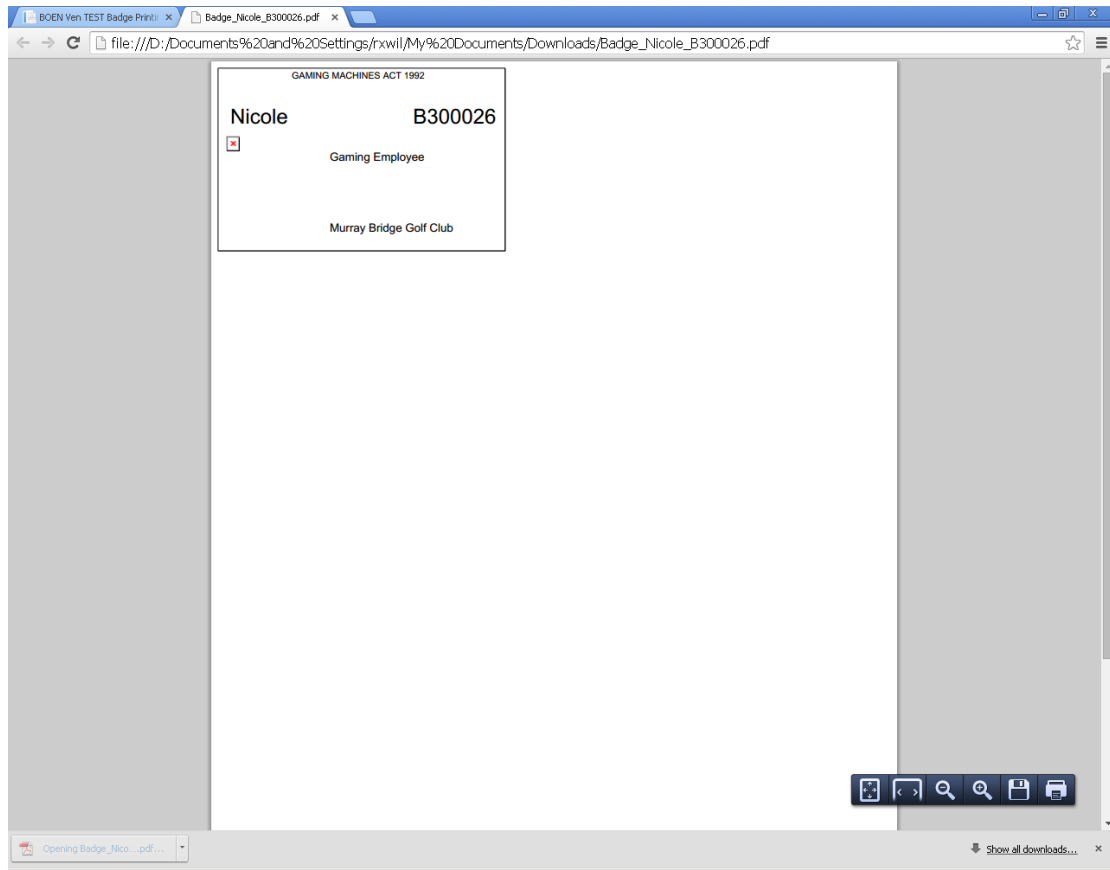 BOEN Ven TEST Badge Printi
Badge_Nicole_B300026.pdf
file:///D:/Documents%20and%20Settings/rxwil/My%20Documents/Downloads/Badge_Nicole_B300026.pdf
GAMING MACHINES ACT 1992
Nicole B300026
Gaming Employee
Murray Bridge Golf Club
Opening Badge_Nico...pdf...
Show all downloads...